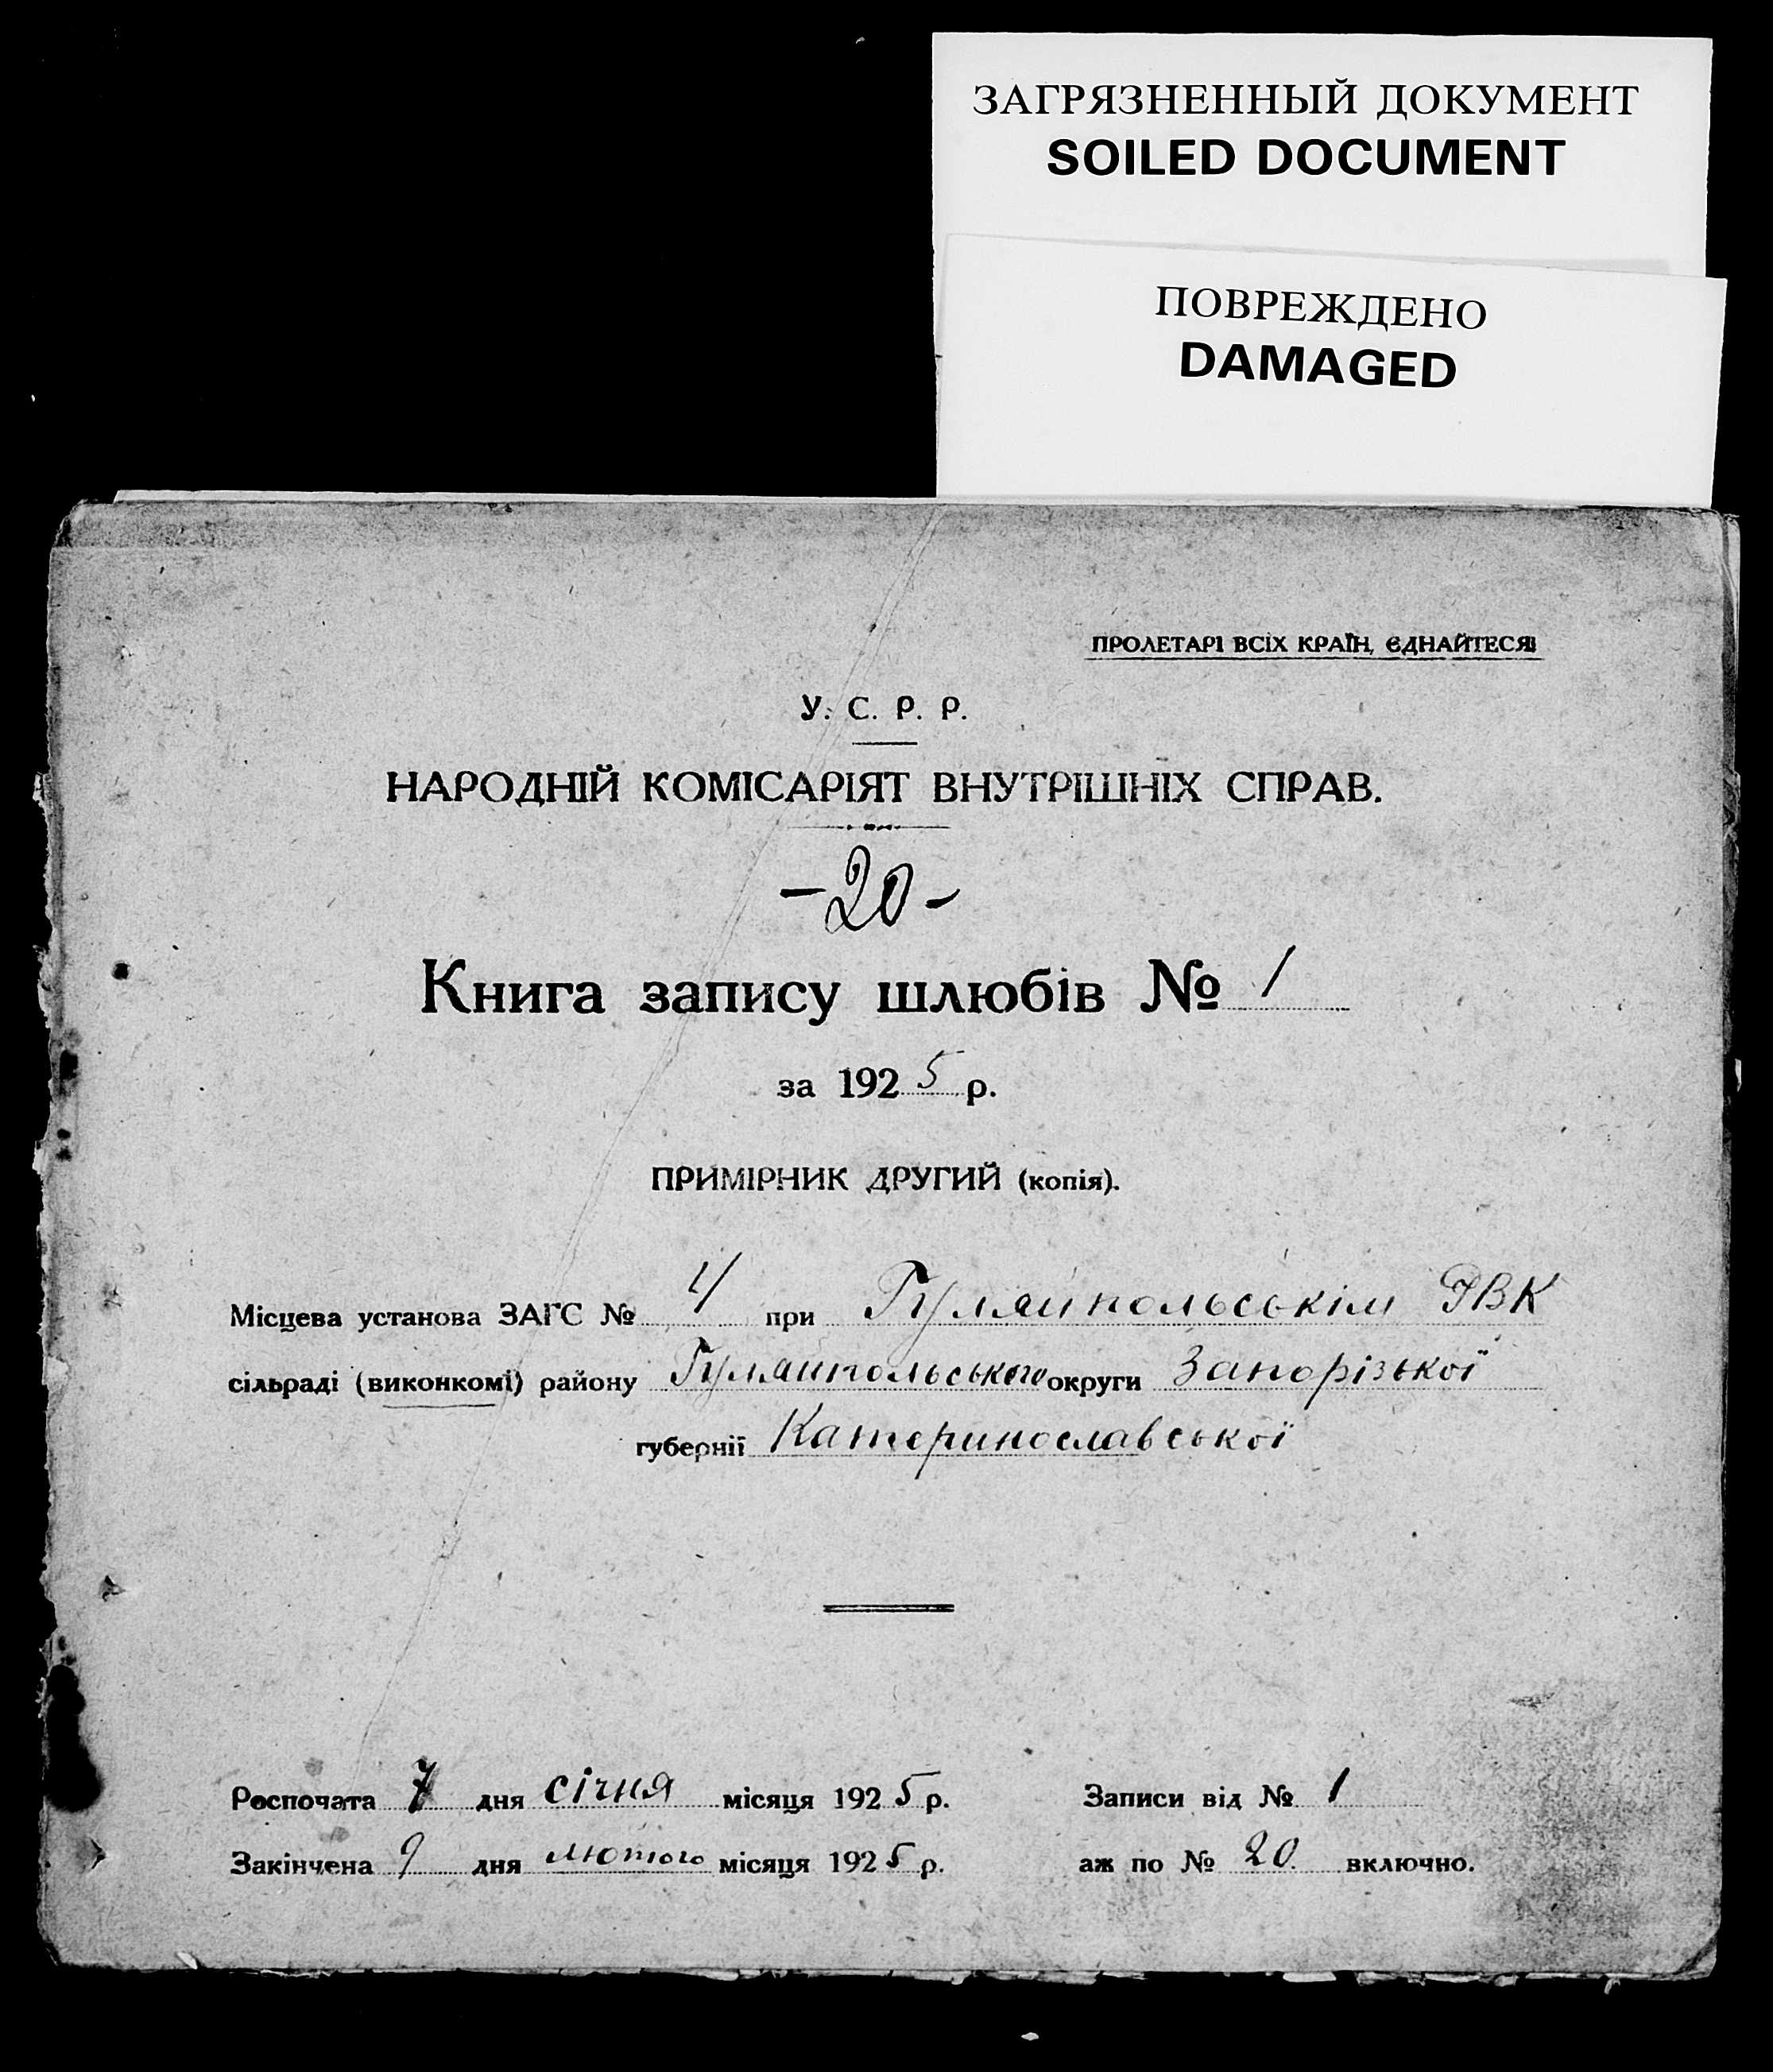 ЗАГРЯЗНЕННЫЙ ДОКУМЕНТ
SOILED DOCUMENT
ПОВРЕЖДЕНО
DAMAGED
ПРОЛЕТАРІ ВСІХ КРАЇН, ЄДНАЙТЕСЯ!
У. С. Р. Р.
НАРОДНІЙ КОМІСАРІЯТ ВНУТРІШНІХ СПРАВ.
-20-
Книга запису шлюбів № 1
за 1925 р.
ПРИМІРНИК ДРУГИЙ (копія).
Місцева установа ЗАГС № 4 при Гуляйпольськім РВК
сільраді (виконкомі) району Гуляйпольського округи Запорізької
губернії Катеринославської
Роспочата 7 дня січня місяця 1925 р. Записи від № 1
Закінчена 9 дня лютого місяця 1925 р. аж по № 20 включно.